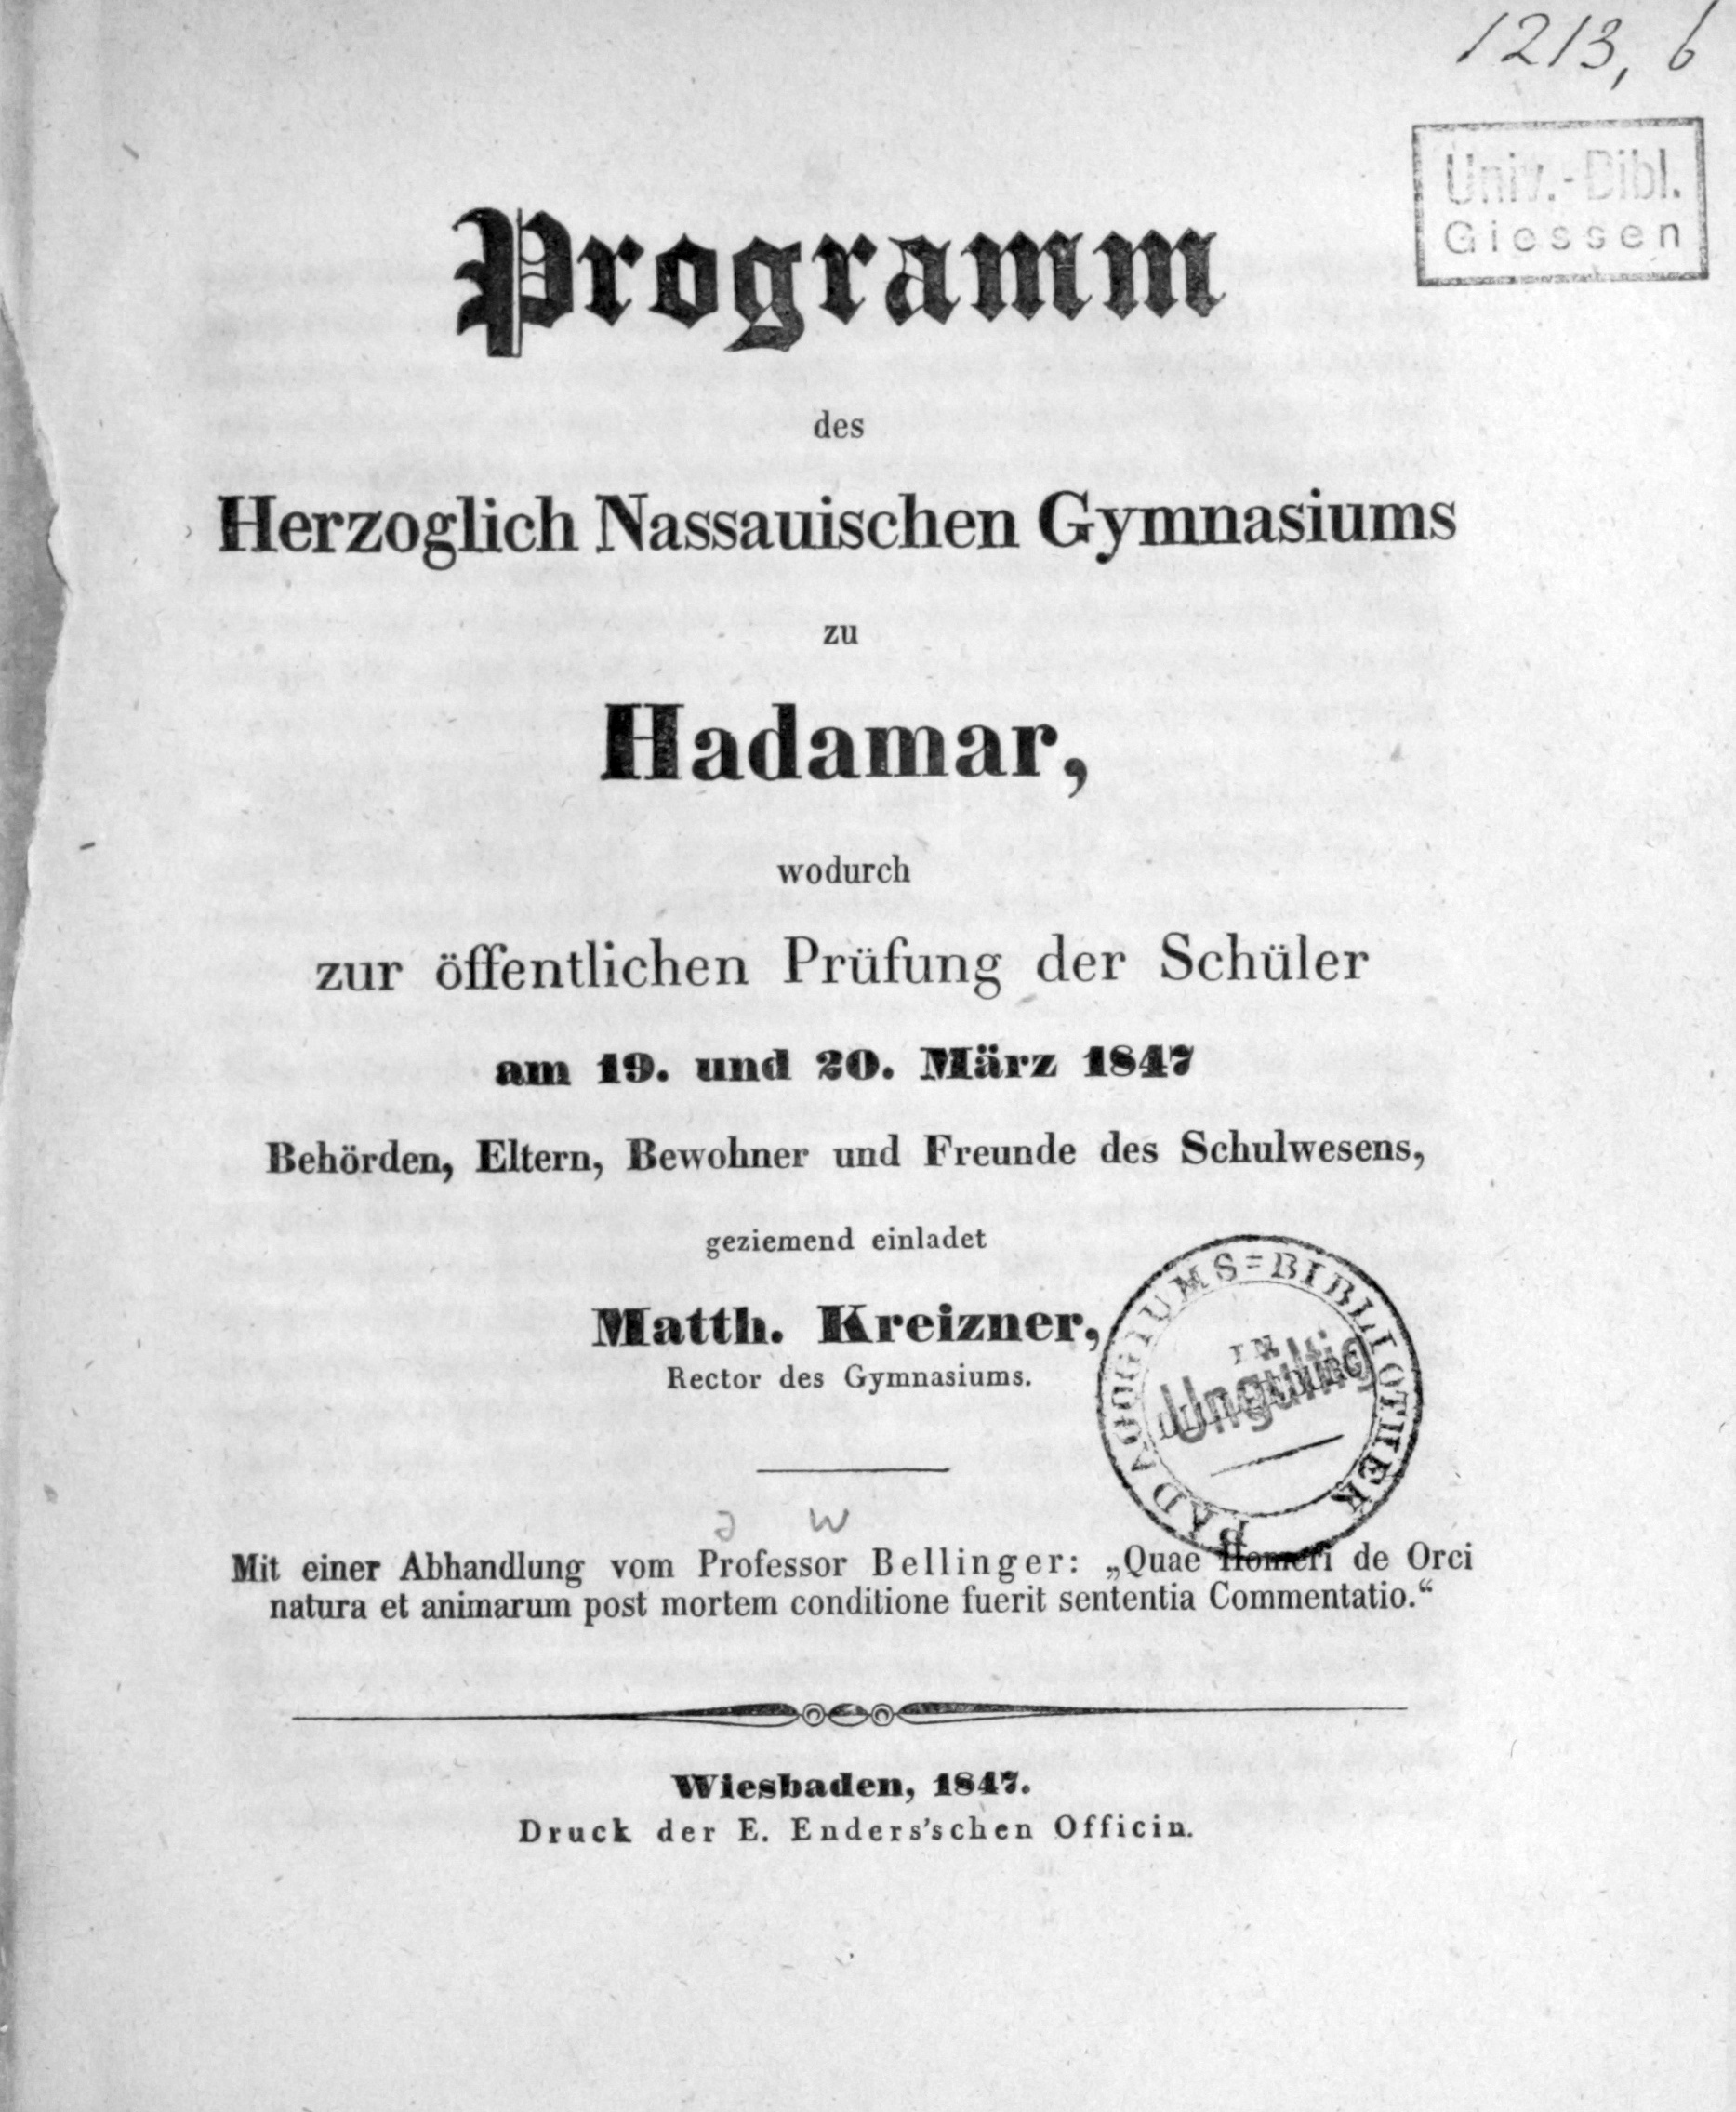 1213, b
Univ.-Bibl.
Giessen
Programm
des
Herzoglich Nassauischen Gymnasiums
zu
Hadamar,
wodurch
zur öffentlichen Prüfung der Schüler
am 19. und 20. März 1847
Behörden, Eltern, Bewohner und Freunde des Schulwesens,
geziemend einladet
Matth. Kreizner,
Rector des Gymnasiums.
PÄDAGOGIUMS=BIBLIOTHEK
IN
Ungültig
J W
Mit einer Abhandlung vom Professor Bellinger: „Quae Homeri de Orci
natura et animarum post mortem conditione fuerit sententia Commentatio.“
Wiesbaden, 1847.
Druck der E. Enders'schen Officin.